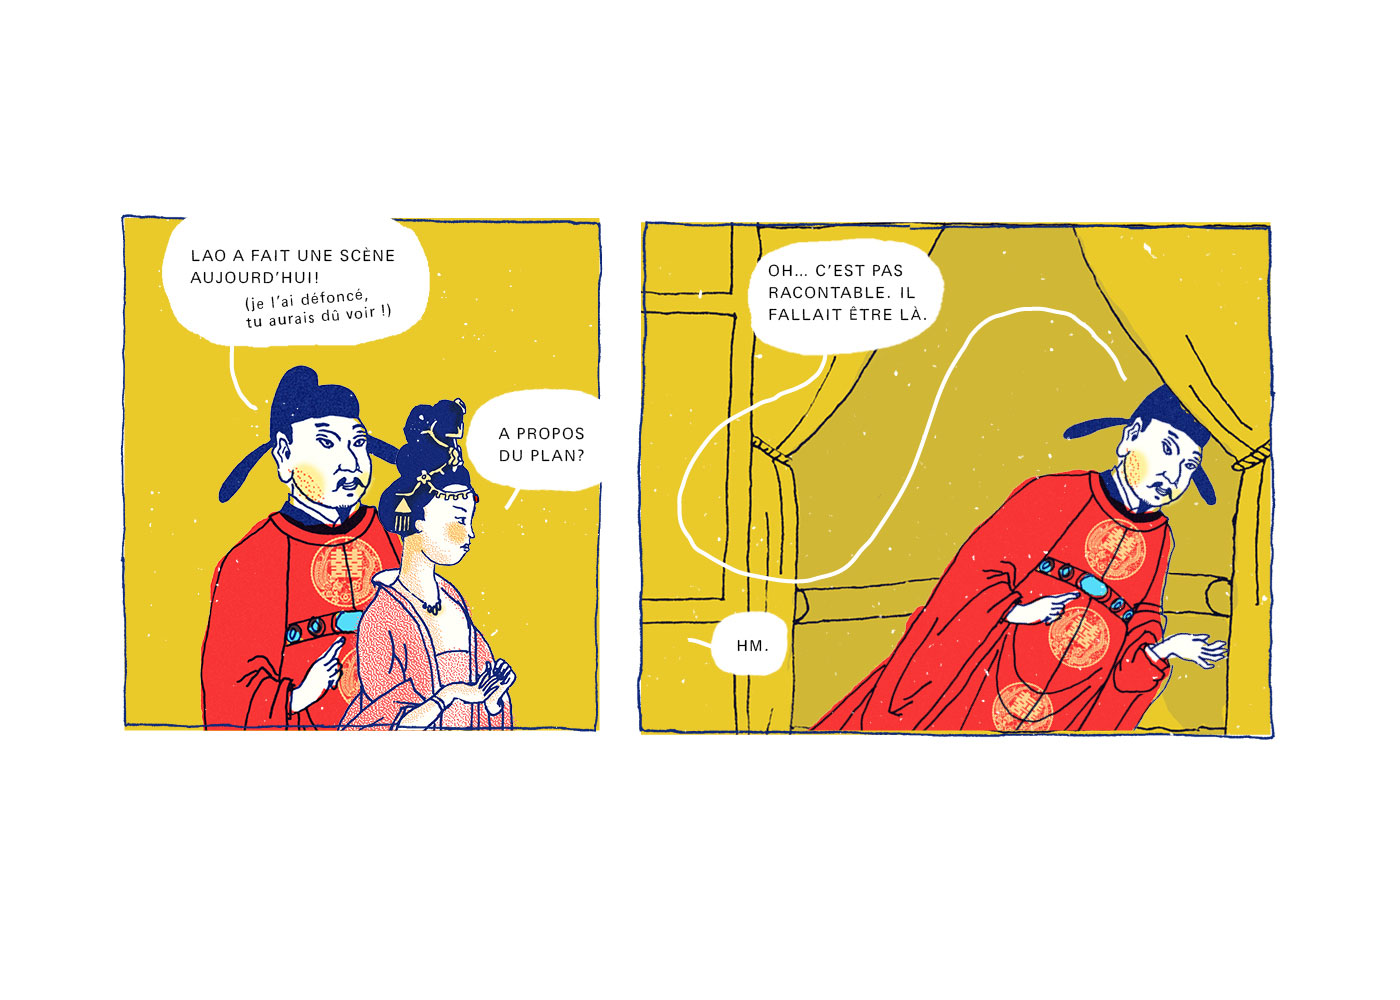 LAO A FAIT UNE SCÈNE
AUJOURD'HUI!
(je l'ai défoncé,
tu aurais dû voir !)
A PROPOS
DU PLAN?
OH... C'EST PAS
RACONTABLE. IL
FALLAIT ÊTRE LÀ.
HM.